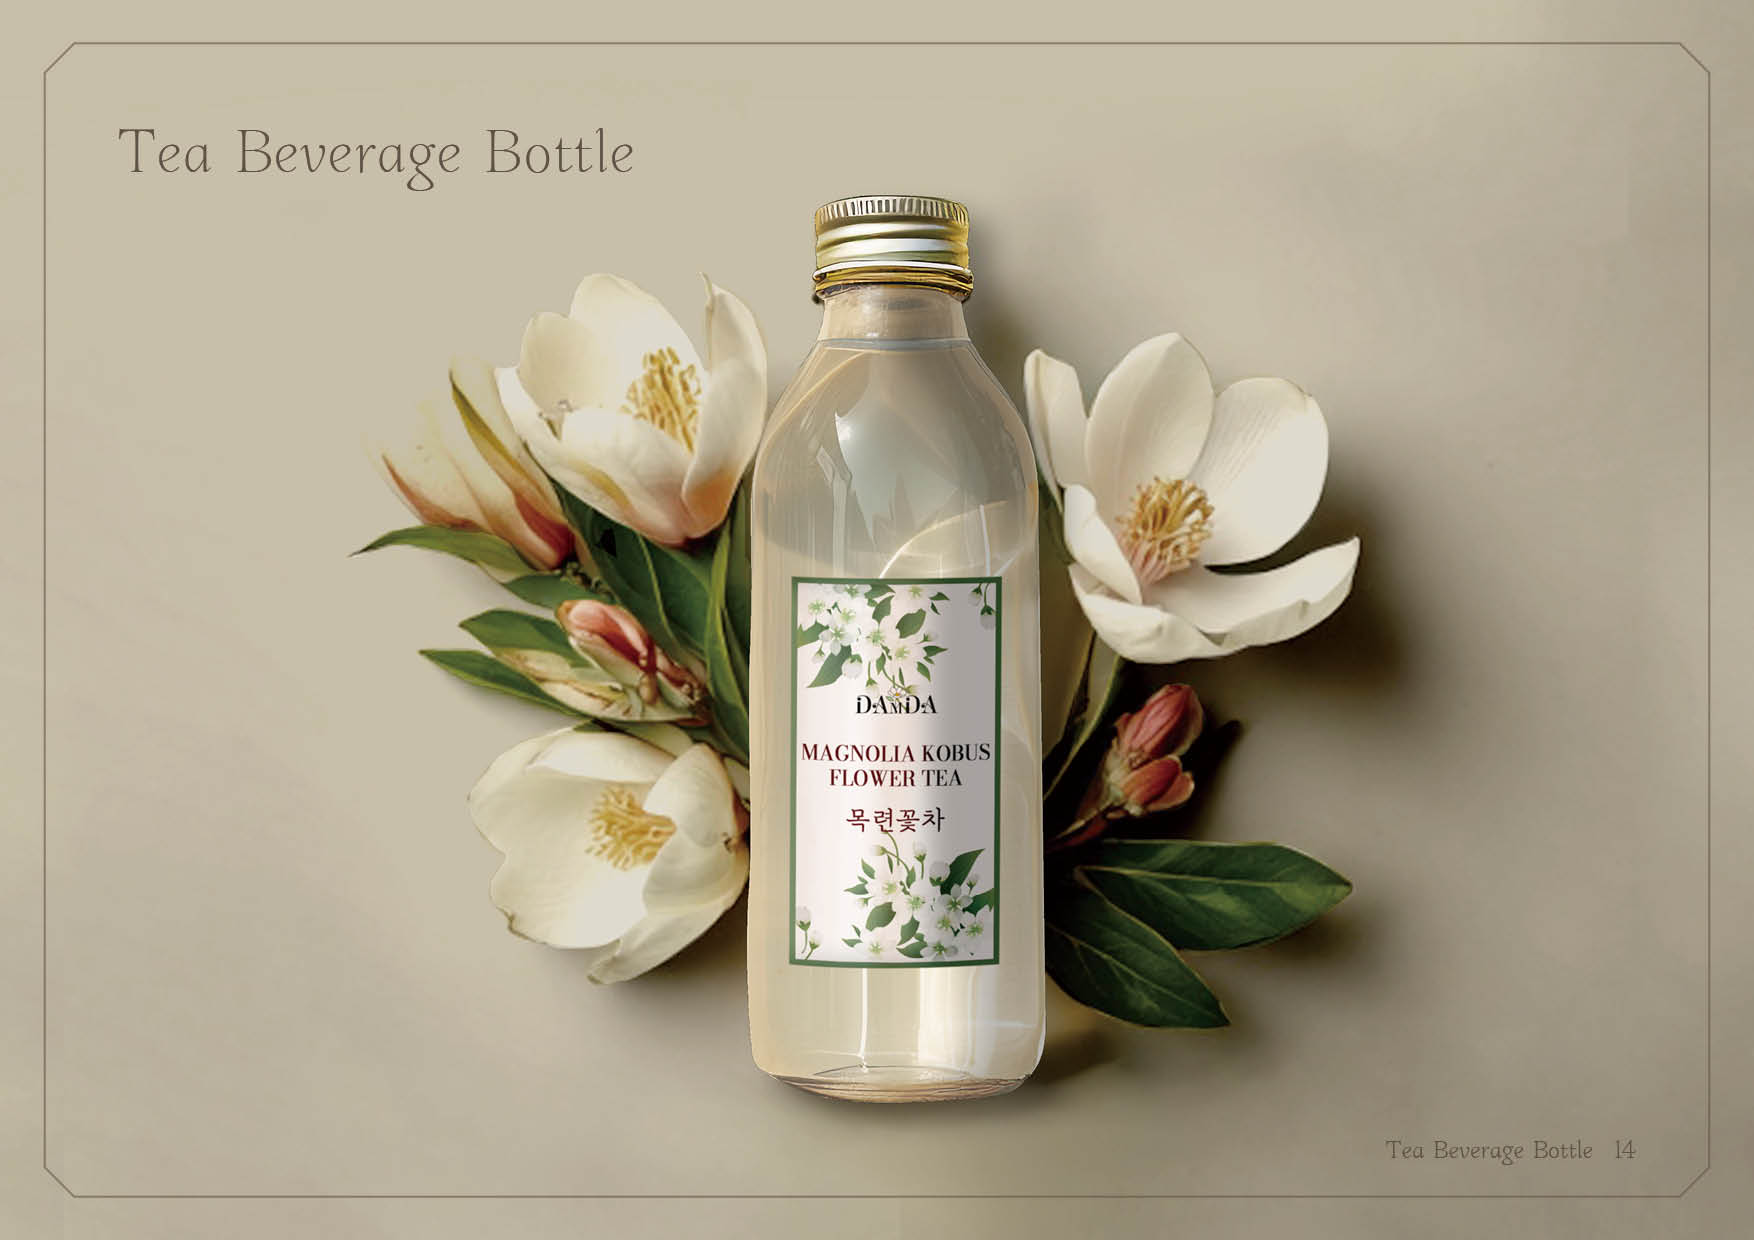 Tea Beverage Bottle
DAMDA
MAGNOLIA KOBUS
FLOWER TEA
목련꽃차
Tea Beverage Bottle 14